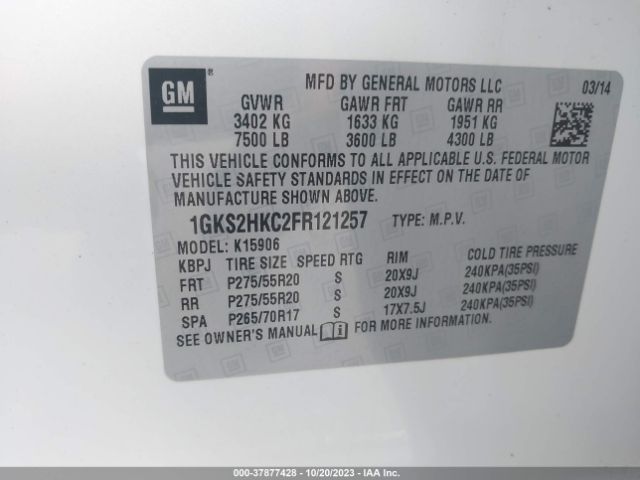 GM ®
MFD BY GENERAL MOTORS LLC 03/14
GVWR GAWR FRT GAWR RR
3402 KG 1633 KG 1951 KG
7500 LB 3600 LB 4300 LB
THIS VEHICLE CONFORMS TO ALL APPLICABLE U.S. FEDERAL MOTOR
VEHICLE SAFETY STANDARDS IN EFFECT ON THE DATE OF
MANUFACTURE SHOWN ABOVE.
1GKS2HKC2FR121257 TYPE: M.P.V.
MODEL: K15906
KBPJ TIRE SIZE SPEED RTG RIM COLD TIRE PRESSURE
FRT P275/55R20 S 20X9J 240KPA(35PSI)
RR P275/55R20 S 20X9J 240KPA(35PSI)
SPA P265/70R17 S 17X7.5J 240KPA(35PSI)
SEE OWNER'S MANUAL FOR MORE INFORMATION.
000-37877428 - 10/20/2023 -